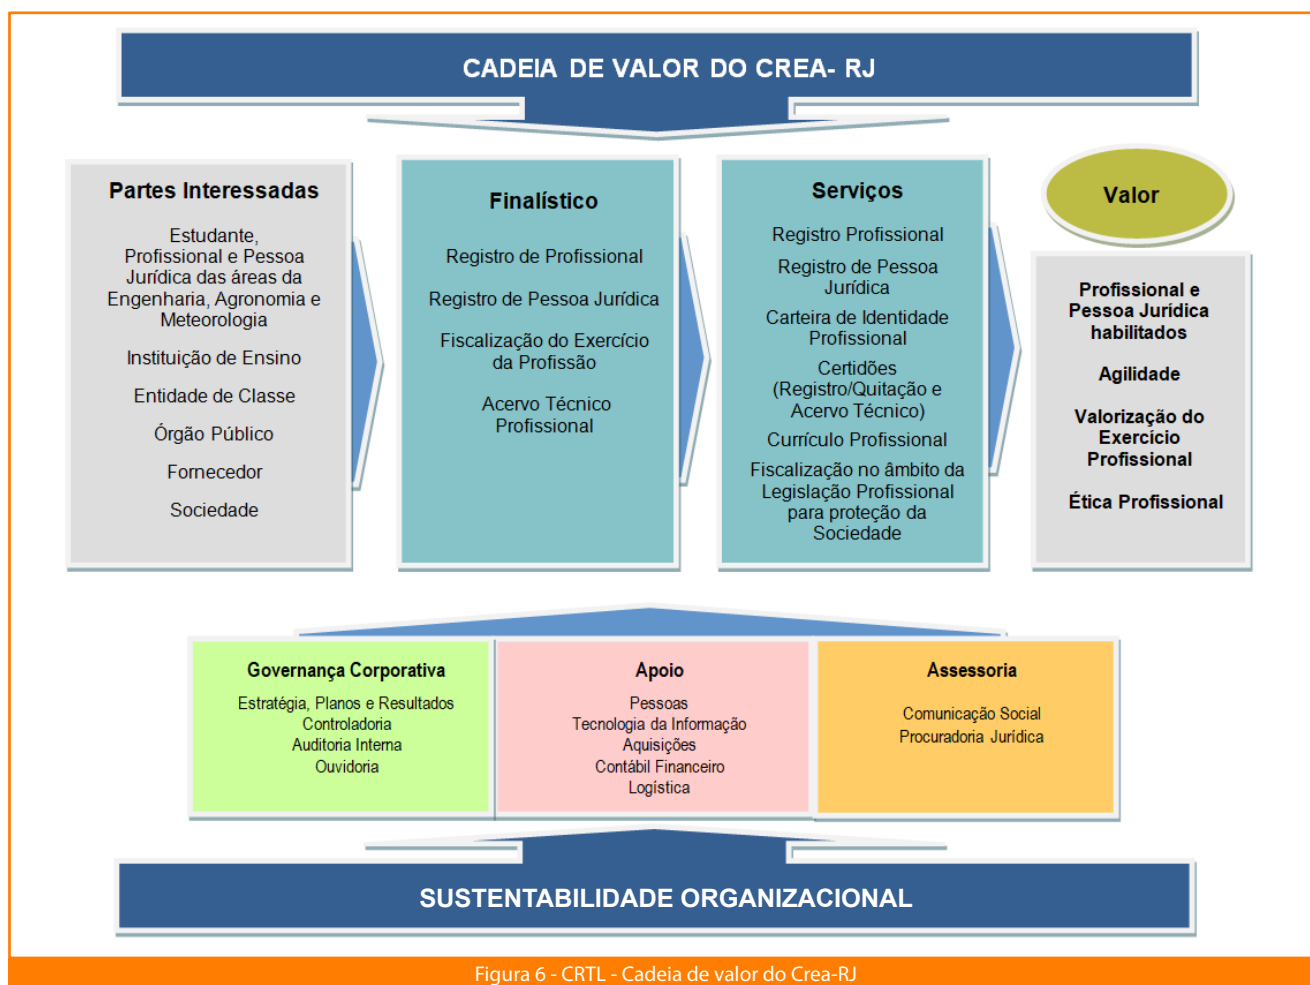 CADEIA DE VALOR DO CREA- RJ
Partes Interessadas
Estudante,
Profissional e Pessoa
Jurídica das áreas da
Engenharia, Agronomia e
Meteorologia
Instituição de Ensino
Entidade de Classe
Órgão Público
Fornecedor
Sociedade
Finalístico
Registro de Profissional
Registro de Pessoa Jurídica
Fiscalização do Exercício
da Profissão
Acervo Técnico
Profissional
Serviços
Registro Profissional
Registro de Pessoa
Jurídica
Carteira de Identidade
Profissional
Certidões
(Registro/Quitação e
Acervo Técnico)
Currículo Profissional
Fiscalização no âmbito da
Legislação Profissional
para proteção da
Sociedade
Valor
Profissional e
Pessoa Jurídica
habilitados
Agilidade
Valorização do
Exercício
Profissional
Ética Profissional
Governança Corporativa
Estratégia, Planos e Resultados
Controladoria
Auditoria Interna
Ouvidoria
Apoio
Pessoas
Tecnologia da Informação
Aquisições
Contábil Financeiro
Logística
Assessoria
Comunicação Social
Procuradoria Jurídica
SUSTENTABILIDADE ORGANIZACIONAL
Figura 6 - CRTL - Cadeia de valor do Crea-RJ